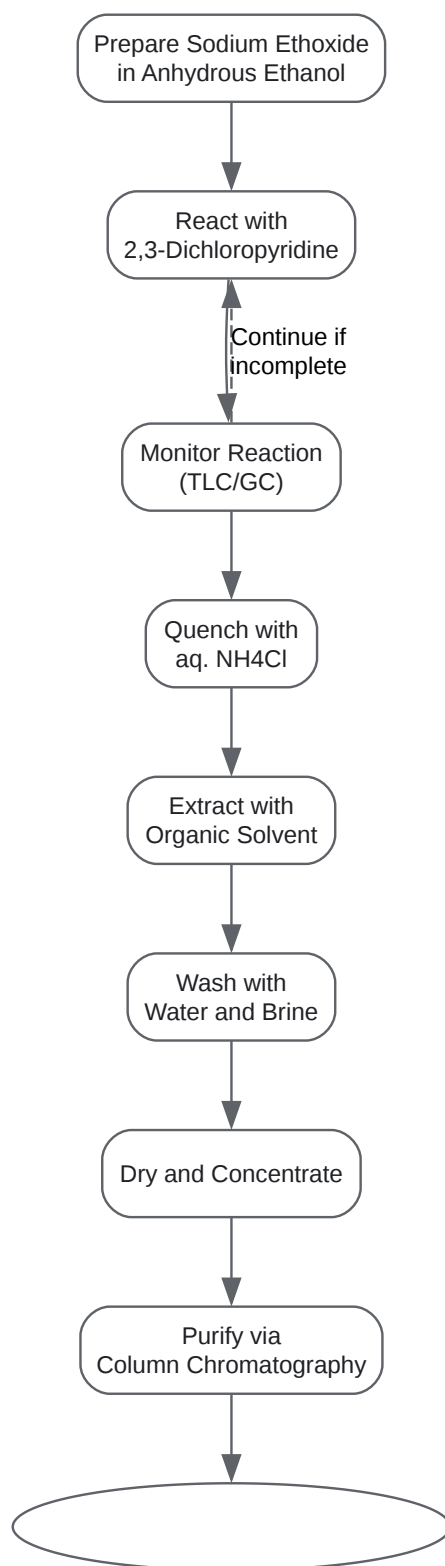 Prepare Sodium Ethoxide
in Anhydrous Ethanol
React with
2,3-Dichloropyridine
Continue if
incomplete
Monitor Reaction
(TLC/GC)
Quench with
aq. NH4Cl
Extract with
Organic Solvent
Wash with
Water and Brine
Dry and Concentrate
Purify via
Column Chromatography